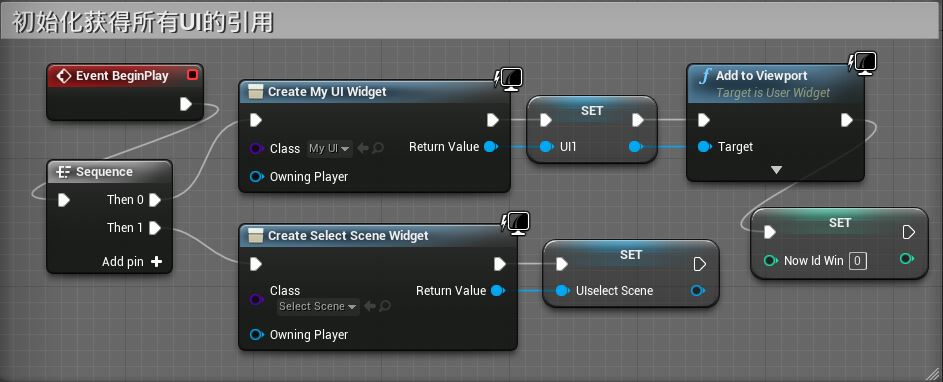 初始化获得所有UI的引用
Event BeginPlay
Sequence
Then 0
Then 1
Add pin
Create My UI Widget
Class My UI
Return Value
Owning Player
SET
UI1
Add to Viewport
Target is User Widget
Target
Create Select Scene Widget
Class
Select Scene
Return Value
Owning Player
SET
UIselect Scene
SET
Now Id Win 0